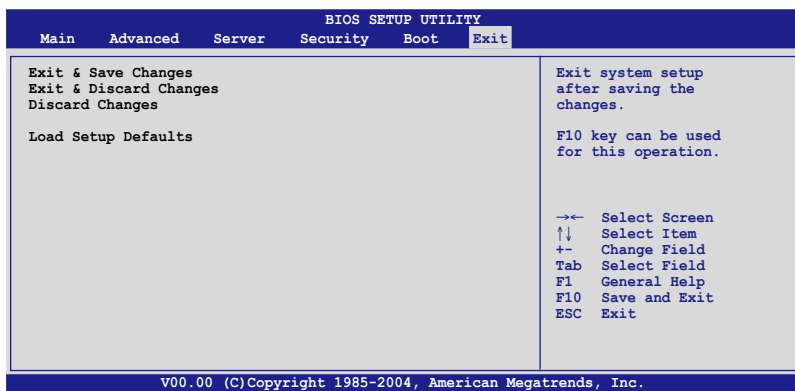 BIOS SETUP UTILITY
Main Advanced Server Security Boot Exit
Exit & Save Changes
Exit & Discard Changes
Discard Changes
Load Setup Defaults
Exit system setup
after saving the
changes.
F10 key can be used
for this operation.
→← Select Screen
↑↓ Select Item
+- Change Field
Tab Select Field
F1 General Help
F10 Save and Exit
ESC Exit
V00.00 (C)Copyright 1985-2004, American Megatrends, Inc.